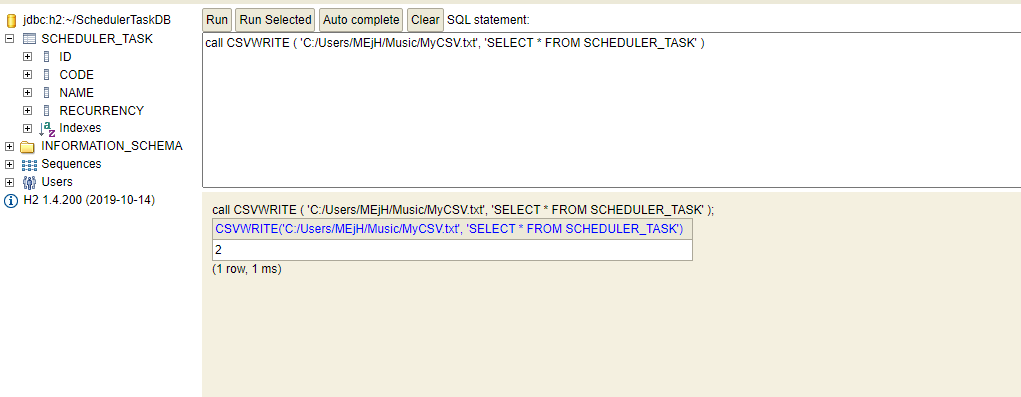 jdbc:h2:~/SchedulerTaskDB
SCHEDULER_TASK
ID
CODE
NAME
RECURRENCY
Indexes
INFORMATION_SCHEMA
Sequences
Users
H2 1.4.200 (2019-10-14)
Run Run Selected Auto complete Clear SQL statement:
call CSVWRITE ( 'C:/Users/MEjH/Music/MyCSV.txt', 'SELECT * FROM SCHEDULER_TASK' )
call CSVWRITE ( 'C:/Users/MEjH/Music/MyCSV.txt', 'SELECT * FROM SCHEDULER_TASK' );
CSVWRITE('C:/Users/MEjH/Music/MyCSV.txt', 'SELECT * FROM SCHEDULER_TASK')
2
(1 row, 1 ms)